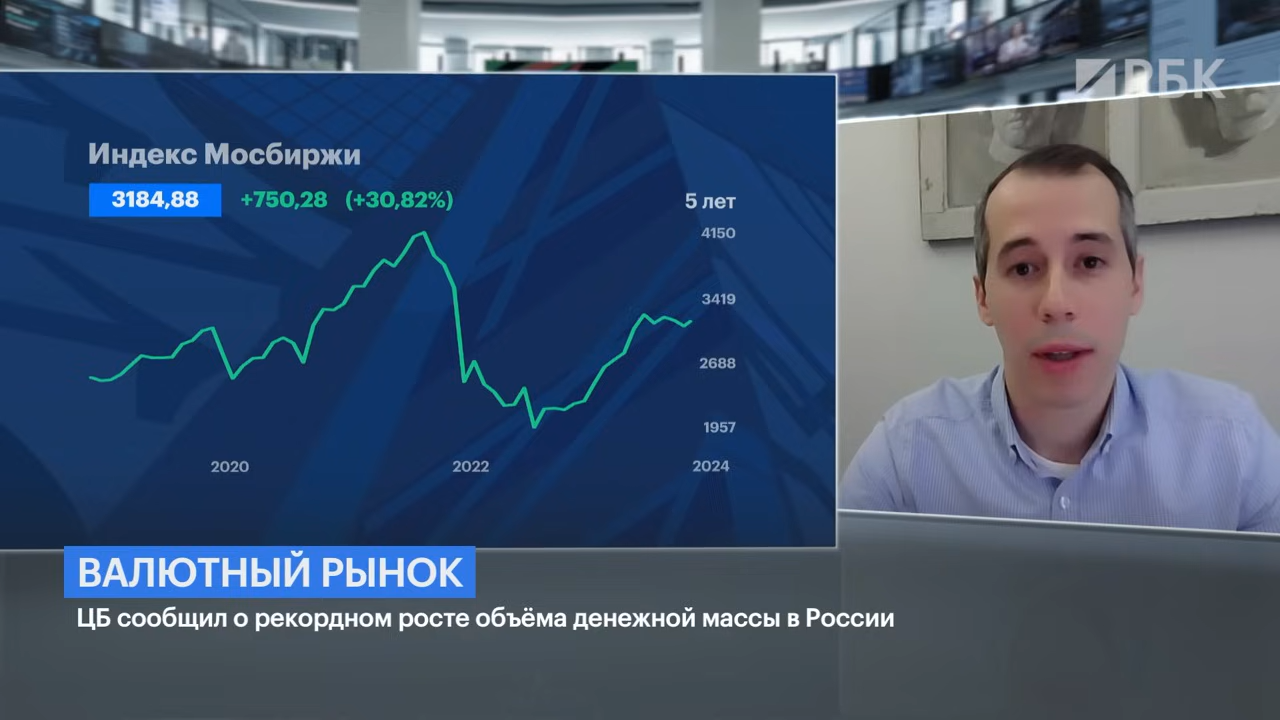 РБК
Индекс Мосбиржи
3184,88 +750,28 (+30,82%)
5 лет
4150
3419
2688
1957
2020 2022 2024
ВАЛЮТНЫЙ РЫНОК
ЦБ сообщил о рекордном росте объёма денежной массы в России